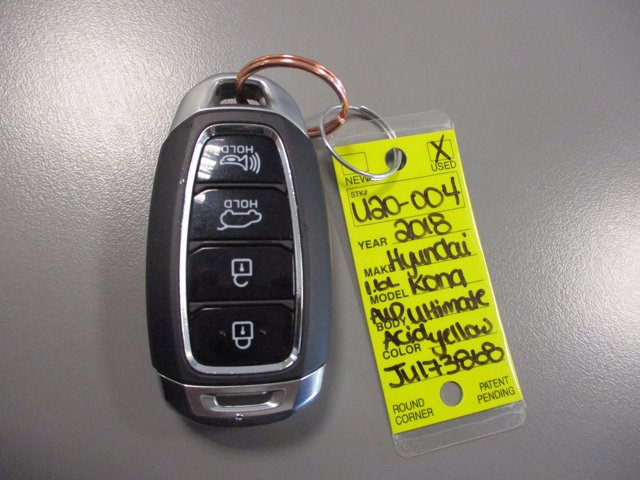 HOLD
HOLD
NEW X USED
STK# U20-004
YEAR 2018
MAKE Hyundai
1.6L Kona
MODEL
AWD Ultimate
BODY
Acid yellow
COLOR
JU173868
ROUND CORNER
PATENT PENDING